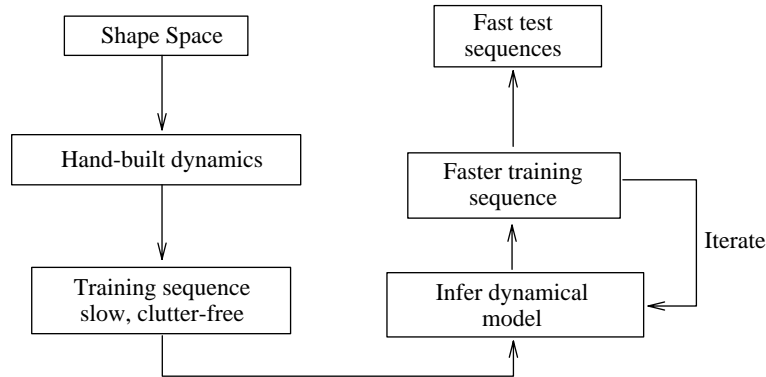 Shape Space
Hand-built dynamics
Training sequence
slow, clutter-free
Fast test
sequences
Faster training
sequence
Iterate
Infer dynamical
model